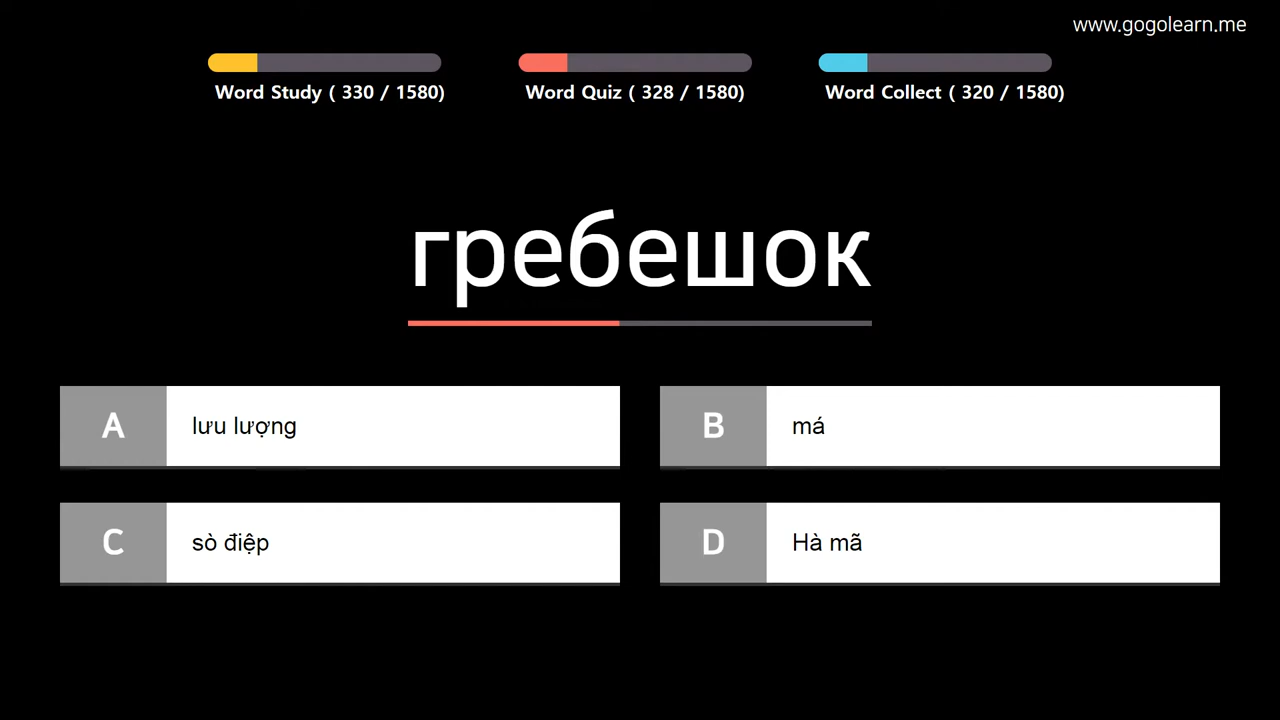 www.gogolearn.me
Word Study ( 330 / 1580)
Word Quiz ( 328 / 1580)
Word Collect ( 320 / 1580)
гребешок
A
lưu lượng
B
má
C
sò điệp
D
Hà mã